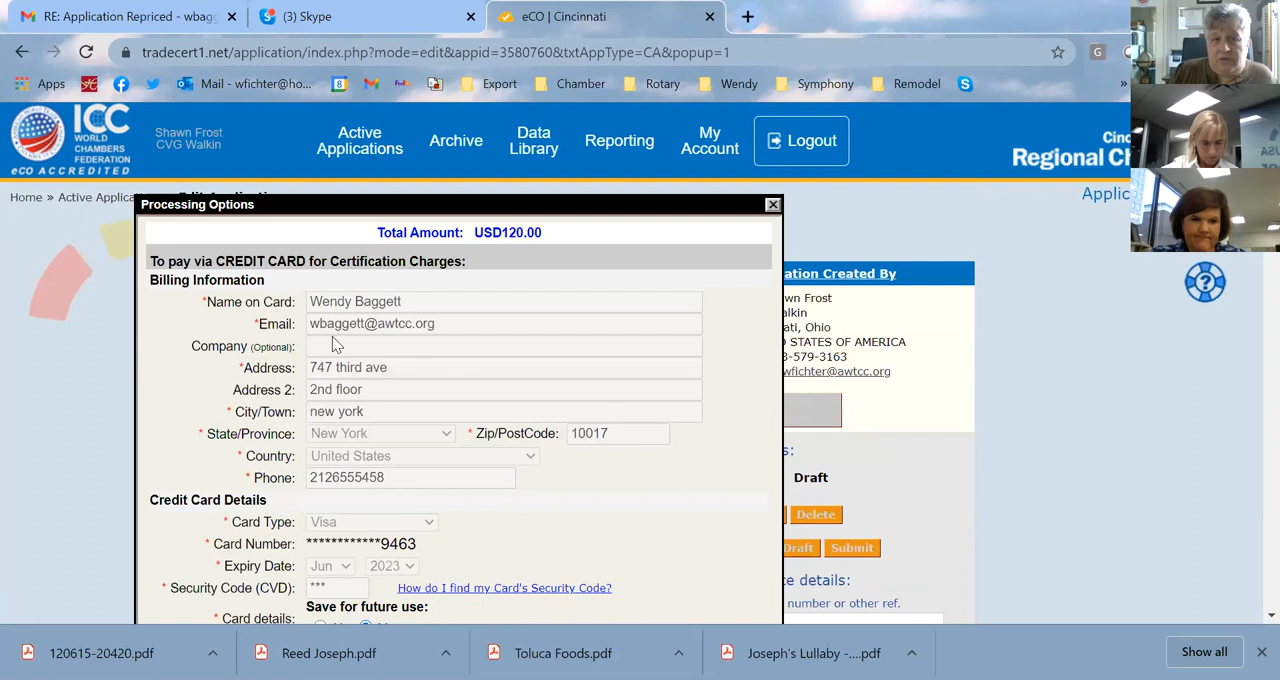 RE: Application Repriced - wbagg
(3) Skype
eCO | Cincinnati
tradecert1.net/application/index.php?mode=edit&appid=3580760&txtAppType=CA&popup=1
G
Apps
Mail - wfichter@ho...
8
FedEx
Export
Chamber
Rotary
Wendy
Symphony
Remodel
»
ICC
WORLD
CHAMBERS
FEDERATION
eCO ACCREDITED
Shawn Frost
CVG Walkin
Active
Applications
Archive
Data
Library
Reporting
My
Account
Logout
Cinc
Regional Ch
Home » Active Applica
Edit Application
Applic
Processing Options
Total Amount: USD120.00
To pay via CREDIT CARD for Certification Charges:
Billing Information
*Name on Card: Wendy Baggett
*Email: wbaggett@awtcc.org
Company (Optional):
*Address: 747 third ave
Address 2: 2nd floor
* City/Town: new york
* State/Province: New York * Zip/PostCode: 10017
* Country: United States
* Phone: 2126555458
Credit Card Details
* Card Type: Visa
* Card Number: ************9463
* Expiry Date: Jun 2023
* Security Code (CVD): *** How do I find my Card's Security Code?
Save for future use:
* Card details:
ation Created By
wn Frost
Walkin
ati, Ohio
D STATES OF AMERICA
3-579-3163
wfichter@awtcc.org
s:
Draft
Delete
Draft Submit
ce details:
number or other ref.
?
120615-20420.pdf
Reed Joseph.pdf
Toluca Foods.pdf
Joseph's Lullaby -....pdf
Show all